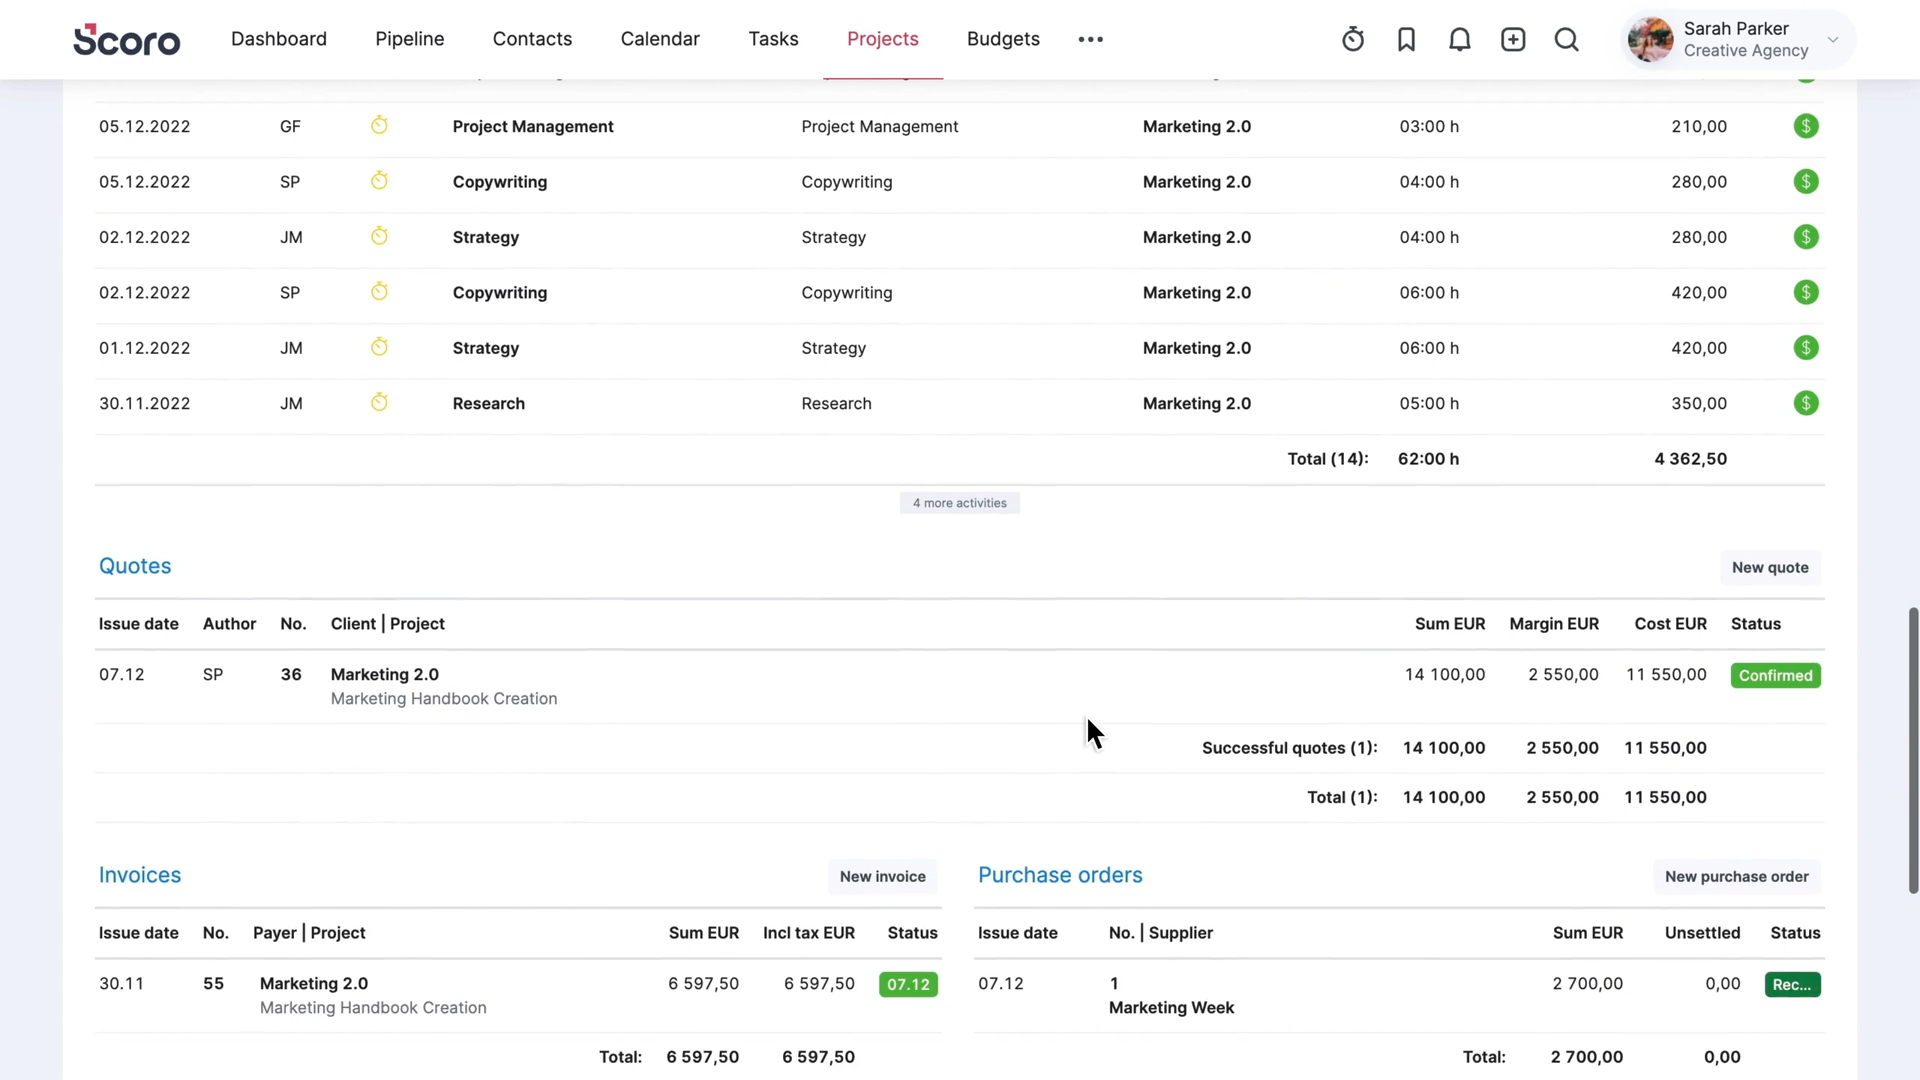 Scoro Dashboard Pipeline Contacts Calendar Tasks Projects Budgets ••• Sarah Parker
Creative Agency
05.12.2022 GF Project Management Project Management Marketing 2.0 03:00 h 210,00 $
05.12.2022 SP Copywriting Copywriting Marketing 2.0 04:00 h 280,00 $
02.12.2022 JM Strategy Strategy Marketing 2.0 04:00 h 280,00 $
02.12.2022 SP Copywriting Copywriting Marketing 2.0 06:00 h 420,00 $
01.12.2022 JM Strategy Strategy Marketing 2.0 06:00 h 420,00 $
30.11.2022 JM Research Research Marketing 2.0 05:00 h 350,00 $
Total (14): 62:00 h 4 362,50
4 more activities
Quotes New quote
Issue date Author No. Client | Project Sum EUR Margin EUR Cost EUR Status
07.12 SP 36 Marketing 2.0 14 100,00 2 550,00 11 550,00 Confirmed
Marketing Handbook Creation
Successful quotes (1): 14 100,00 2 550,00 11 550,00
Total (1): 14 100,00 2 550,00 11 550,00
Invoices New invoice
Issue date No. Payer | Project Sum EUR Incl tax EUR Status
30.11 55 Marketing 2.0 6 597,50 6 597,50 07.12
Marketing Handbook Creation
Total: 6 597,50 6 597,50
Purchase orders New purchase order
Issue date No. | Supplier Sum EUR Unsettled Status
07.12 1 2 700,00 0,00 Rec...
Marketing Week
Total: 2 700,00 0,00